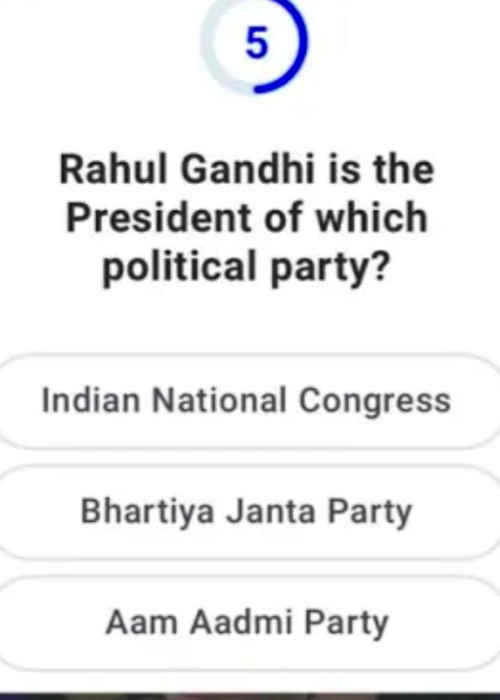 5
Rahul Gandhi is the
President of which
political party?
Indian National Congress
Bhartiya Janta Party
Aam Aadmi Party